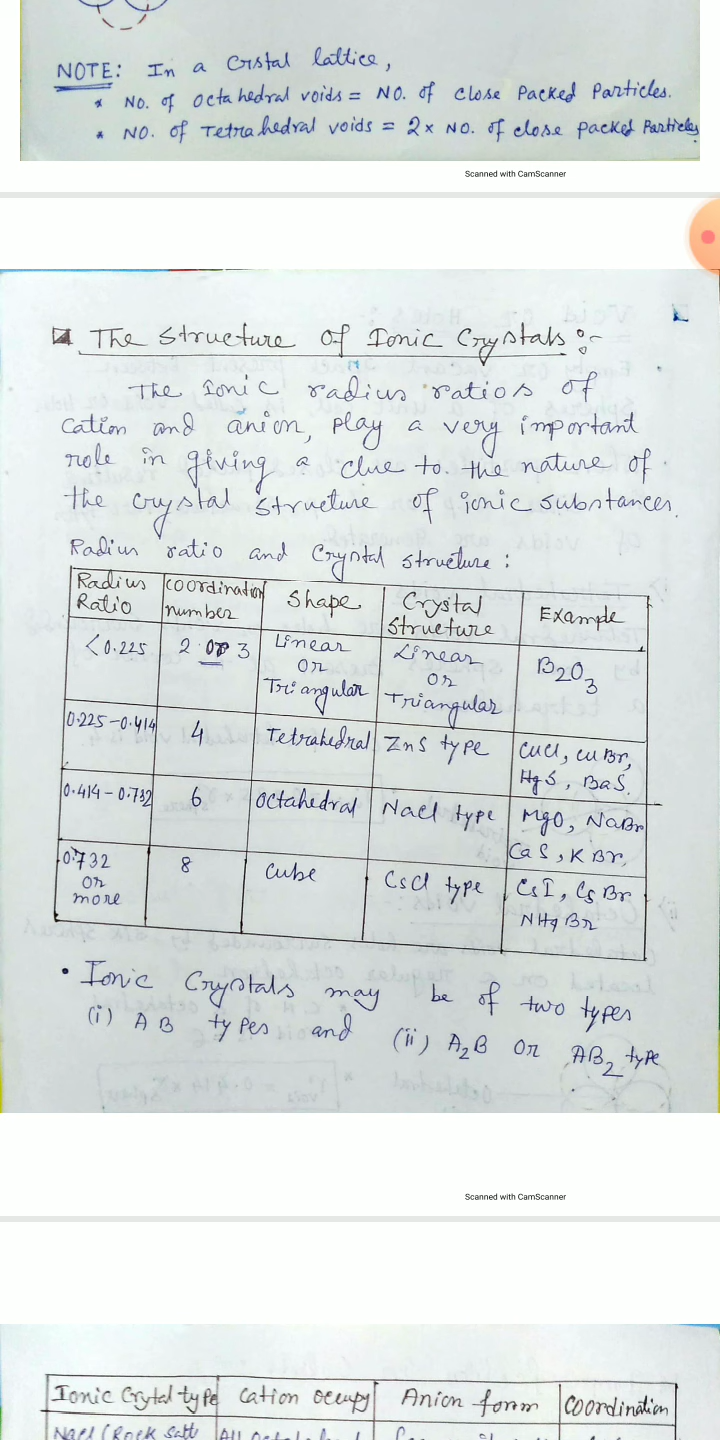 NOTE: In a Crstal lattice,
* NO. of Octahedral voids = NO. of close Packed Particles.
* NO. of Tetrahedral voids = 2 × NO. of close packed Particles
Scanned with CamScanner
The Structure Of Ionic Crystals :-
The Ionic radius ratios of
cation and anion, play a very important
role in giving a clue to the nature of
the crystal structure of ionic substances.
Radius ratio and Crystal structure :
Radius Ratio | Coordination number | Shape | Crystal Structure | Example
<0.225 | 2 or 3 | Linear or Triangular | Linear or Triangular | B2O3
0.225-0.414 | 4 | Tetrahedral | ZnS type | CuCl, CuBr, HgS, BaS.
0.414-0.732 | 6 | Octahedral | NaCl type | MgO, NaBr CaS, KBr,
0.732 or more | 8 | Cube | CsCl type | CsI, CsBr NH4Br
• Ionic Crystals may be of two types
(i) AB types and (ii) A2B Or AB2 type
Scanned with CamScanner
Ionic Crytal type | Cation occupy | Anion form | Coordination
NaCl (Rock Satt | All